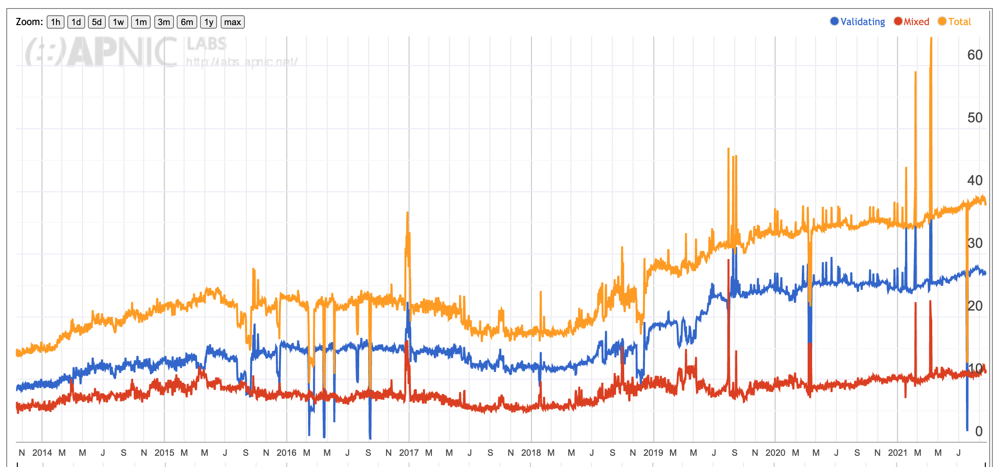 Zoom: 1h 1d 5d 1w 1m 3m 6m 1y max
Validating Mixed Total
(::)APNIC LABS
http://labs.apnic.net/
60
50
40
30
20
10
0
N 2014 M M J S N 2015 M M J S N 2016 M M J S N 2017 M M J S N 2018 M M J S N 2019 M M J S N 2020 M M J S N 2021 M M J